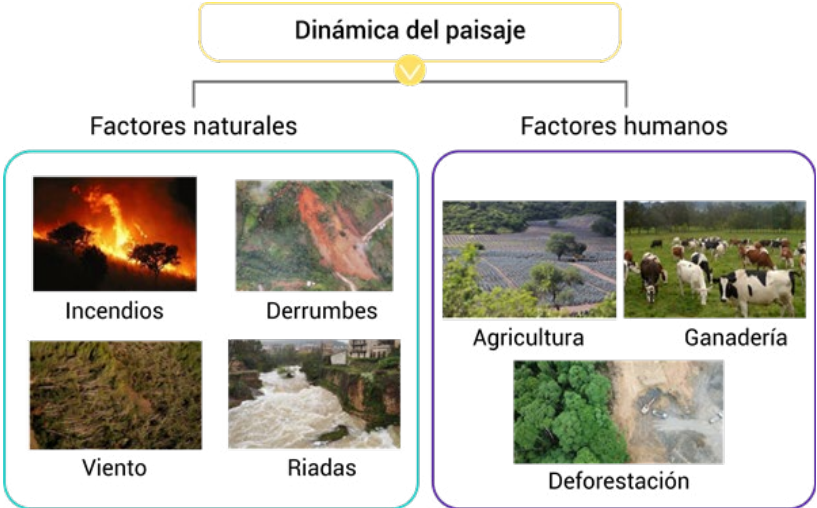 Dinámica del paisaje
Factores naturales
Factores humanos
Incendios
Derrumbes
Viento
Riadas
Agricultura
Ganadería
Deforestación